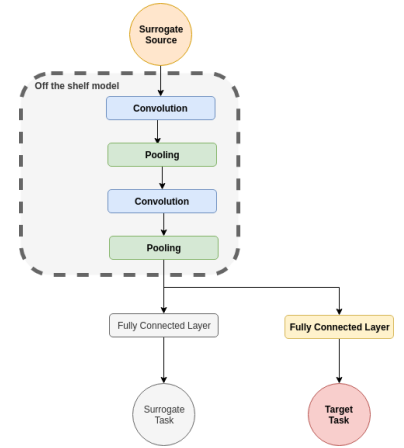 Surrogate
Source
Off the shelf model
Convolution
Pooling
Convolution
Pooling
Fully Connected Layer
Fully Connected Layer
Surrogate
Task
Target
Task